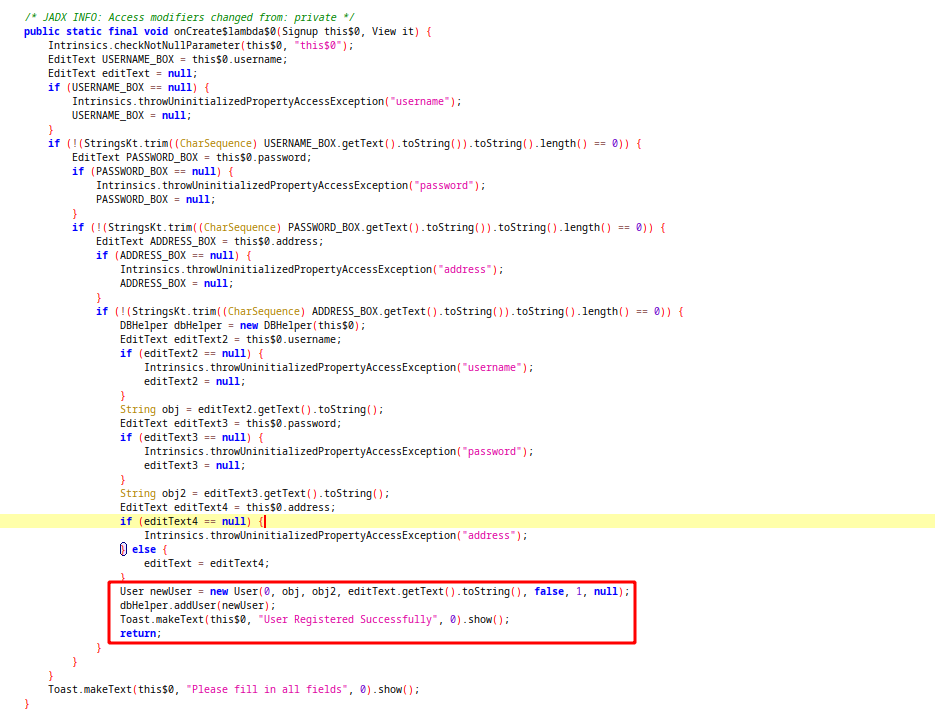 /* JADX INFO: Access modifiers changed from: private */
public static final void onCreate$lambda$0(Signup this$0, View it) {
Intrinsics.checkNotNullParameter(this$0, "this$0");
EditText USERNAME_BOX = this$0.username;
EditText editText = null;
if (USERNAME_BOX == null) {
Intrinsics.throwUninitializedPropertyAccessException("username");
USERNAME_BOX = null;
}
if (!(StringsKt.trim((CharSequence) USERNAME_BOX.getText().toString()).toString().length() == 0)) {
EditText PASSWORD_BOX = this$0.password;
if (PASSWORD_BOX == null) {
Intrinsics.throwUninitializedPropertyAccessException("password");
PASSWORD_BOX = null;
}
if (!(StringsKt.trim((CharSequence) PASSWORD_BOX.getText().toString()).toString().length() == 0)) {
EditText ADDRESS_BOX = this$0.address;
if (ADDRESS_BOX == null) {
Intrinsics.throwUninitializedPropertyAccessException("address");
ADDRESS_BOX = null;
}
if (!(StringsKt.trim((CharSequence) ADDRESS_BOX.getText().toString()).toString().length() == 0)) {
DBHelper dbHelper = new DBHelper(this$0);
EditText editText2 = this$0.username;
if (editText2 == null) {
Intrinsics.throwUninitializedPropertyAccessException("username");
editText2 = null;
}
String obj = editText2.getText().toString();
EditText editText3 = this$0.password;
if (editText3 == null) {
Intrinsics.throwUninitializedPropertyAccessException("password");
editText3 = null;
}
String obj2 = editText3.getText().toString();
EditText editText4 = this$0.address;
if (editText4 == null) {
Intrinsics.throwUninitializedPropertyAccessException("address");
} else {
editText = editText4;
}
User newUser = new User(0, obj, obj2, editText.getText().toString(), false, 1, null);
dbHelper.addUser(newUser);
Toast.makeText(this$0, "User Registered Successfully", 0).show();
return;
}
}
}
Toast.makeText(this$0, "Please fill in all fields", 0).show();
}